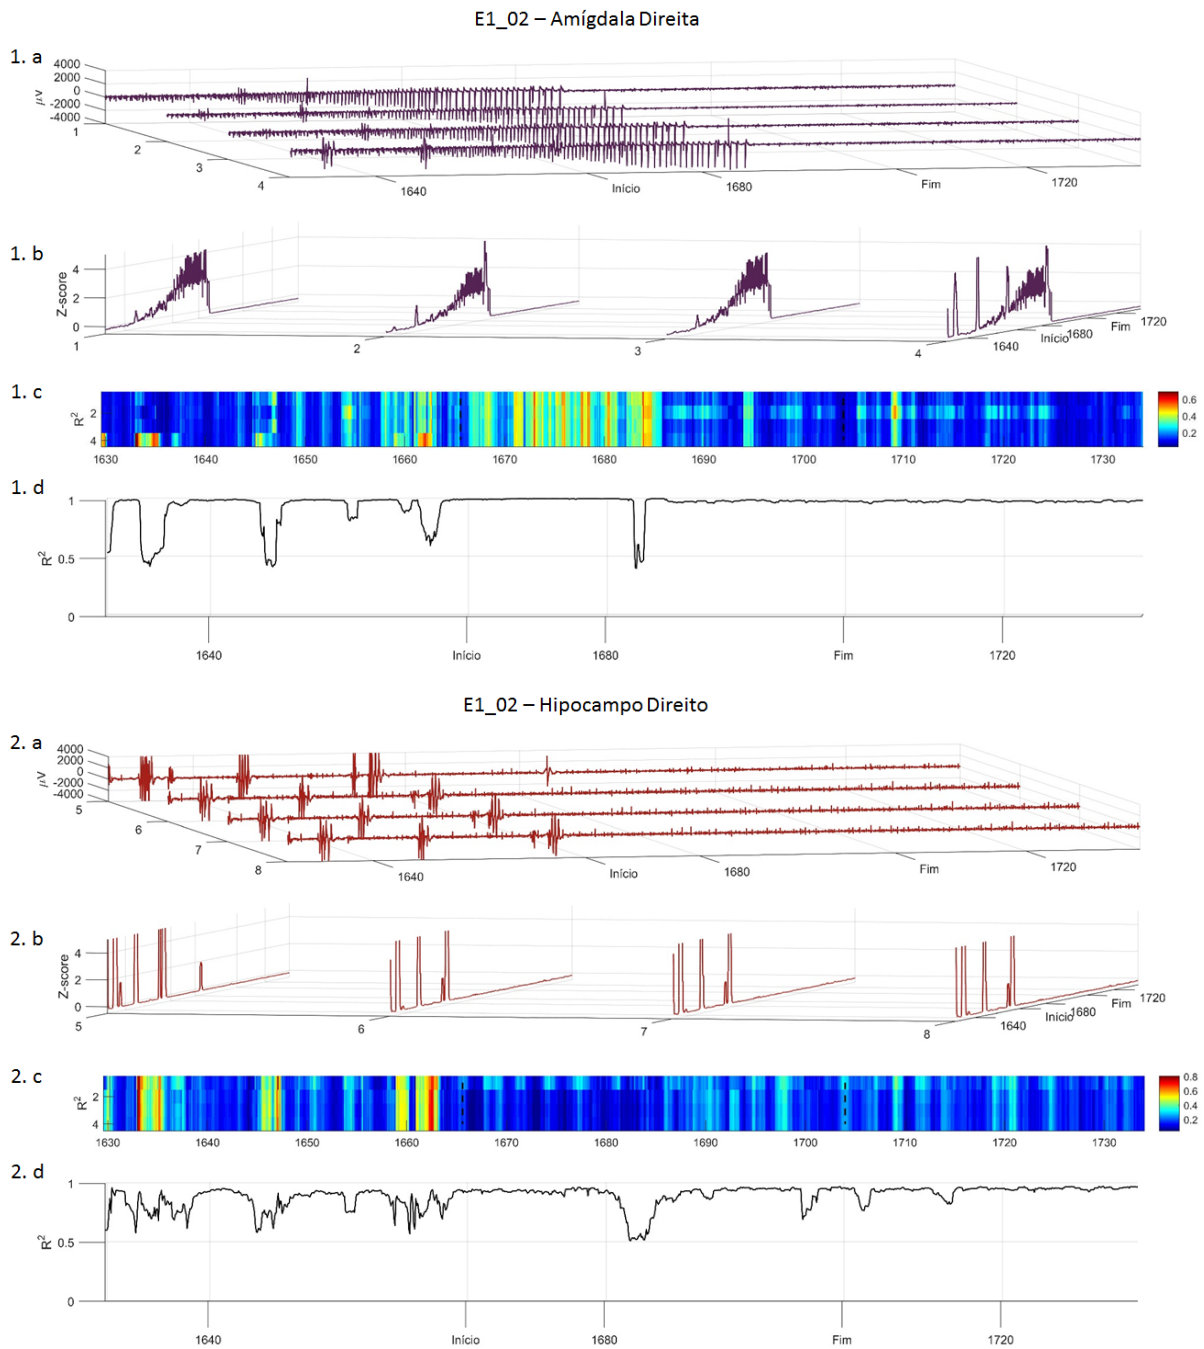 E1_02 – Amígdala Direita
1. a
4000
2000
0
-2000
-4000
μV
1
2
3
4
1640
Início
1680
Fim
1720
1. b
4
2
0
Z-score
1
2
3
4
1640
Início
1680
Fim
1720
1. c
R²
2
4
1630
1640
1650
1660
1670
1680
1690
1700
1710
1720
1730
0.6
0.4
0.2
1. d
1
0.5
0
R²
1640
Início
1680
Fim
1720
E1_02 – Hipocampo Direito
2. a
4000
2000
0
-2000
-4000
μV
5
6
7
8
1640
Início
1680
Fim
1720
2. b
4
2
0
Z-score
5
6
7
8
1640
Início
1680
Fim
1720
2. c
R²
2
4
1630
1640
1650
1660
1670
1680
1690
1700
1710
1720
1730
0.8
0.6
0.4
0.2
2. d
1
0.5
0
R²
1640
Início
1680
Fim
1720